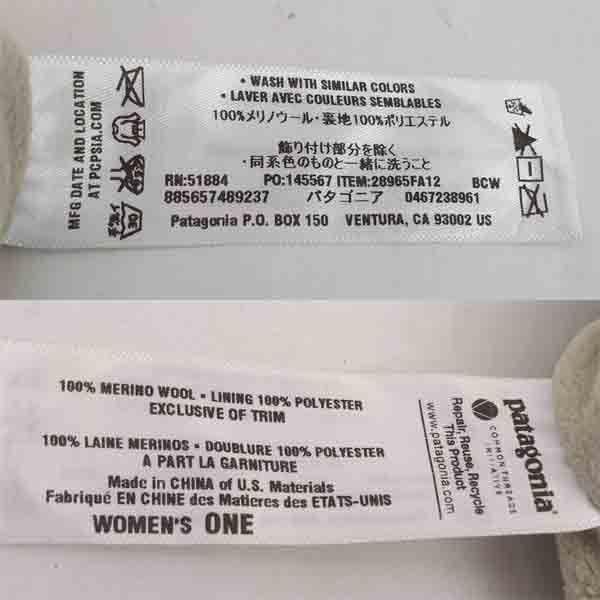 MFG DATE AND LOCATION
AT PCPSIA.COM
• WASH WITH SIMILAR COLORS
• LAVER AVEC COULEURS SEMBLABLES
100%メリノウール・裏地100%ポリエステル
飾り付け部分を除く
・同系色のものと一緒に洗うこと
RN:51884 PO:145567 ITEM:28965FA12 BCW
885657489237 パタゴニア 0467238961
Patagonia P.O. BOX 150 VENTURA, CA 93002 US
手洗イ
30
100% MERINO WOOL • LINING 100% POLYESTER
EXCLUSIVE OF TRIM
100% LAINE MERINOS • DOUBLURE 100% POLYESTER
A PART LA GARNITURE
Made in CHINA of U.S. Materials
Fabriqué EN CHINE des Matieres des ETATS-UNIS
WOMEN'S ONE
patagonia®
COMMON THREADS
INITIATIVE
Repair, Reuse, Recycle
This Product
www.patagonia.com